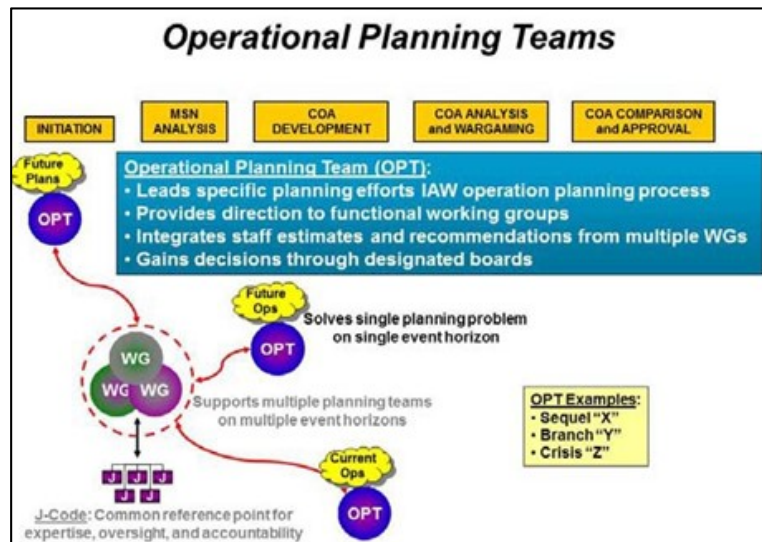 Operational Planning Teams
INITIATION
MSN
ANALYSIS
COA
DEVELOPMENT
COA ANALYSIS
and WARGAMING
COA COMPARISON
and APPROVAL
Future
Plans
OPT
Operational Planning Team (OPT):
• Leads specific planning efforts IAW operation planning process
• Provides direction to functional working groups
• Integrates staff estimates and recommendations from multiple WGs
• Gains decisions through designated boards
Future
Ops
OPT
Solves single planning problem
on single event horizon
WG
WG WG
Supports multiple planning teams
on multiple event horizons
OPT Examples:
• Sequel "X"
• Branch "Y"
• Crisis "Z"
J J J
J J
Current
Ops
OPT
J-Code: Common reference point for
expertise, oversight, and accountability